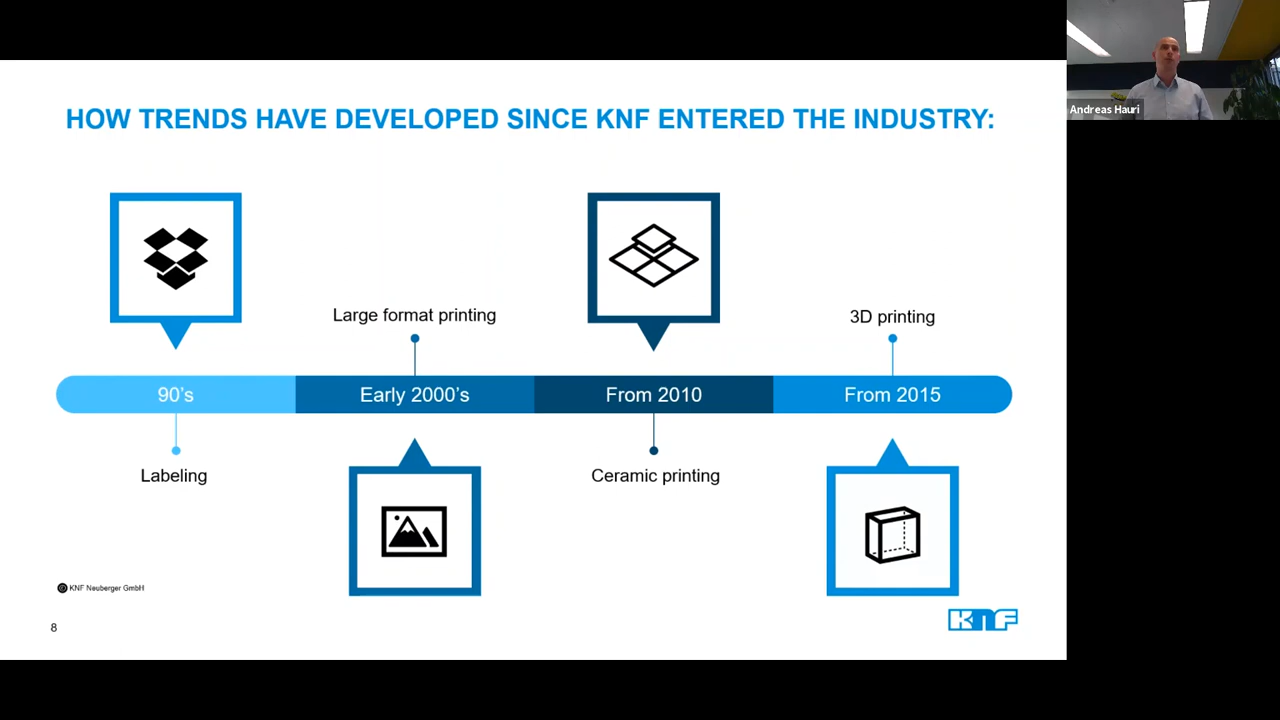 HOW TRENDS HAVE DEVELOPED SINCE KNF ENTERED THE INDUSTRY:
Andreas Hauri
Large format printing
3D printing
90's
Early 2000's
From 2010
From 2015
Labeling
Ceramic printing
© KNF Neuberger GmbH
KNF
8